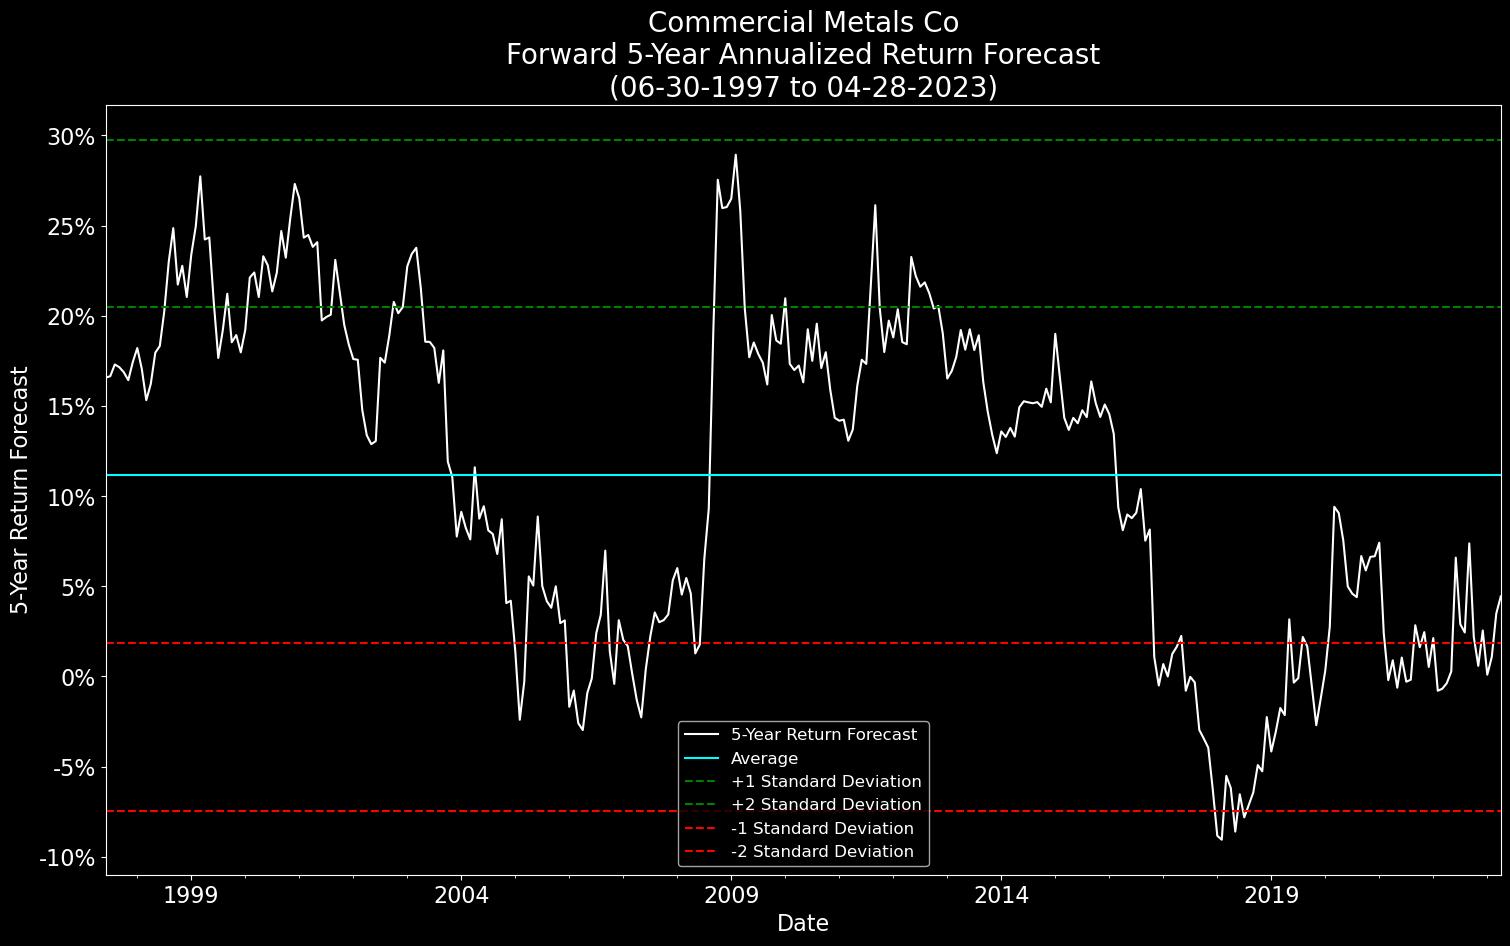 Commercial Metals Co
Forward 5-Year Annualized Return Forecast
(06-30-1997 to 04-28-2023)
5-Year Return Forecast
30%
25%
20%
15%
10%
5%
0%
-5%
-10%
5-Year Return Forecast
Average
+1 Standard Deviation
+2 Standard Deviation
-1 Standard Deviation
-2 Standard Deviation
1999 2004 2009 2014 2019
Date